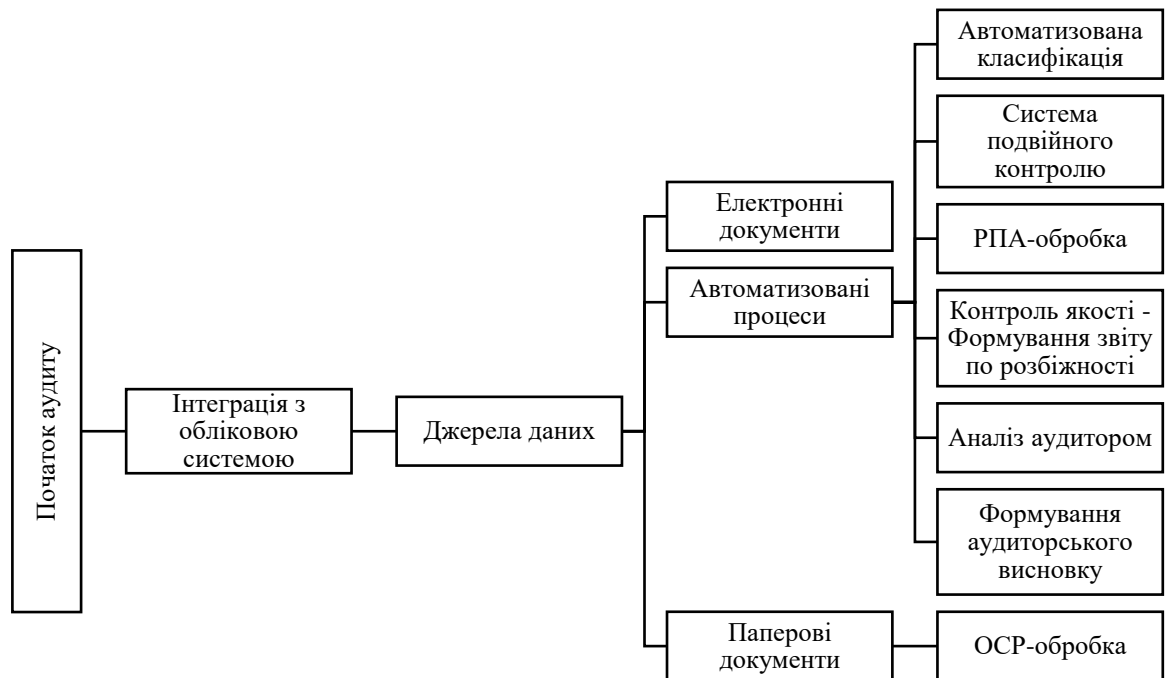 Початок аудиту
Інтеграція з
обліковою
системою
Джерела даних
Електронні
документи
Автоматизовані
процеси
Автоматизована
класифікація
Система
подвійного
контролю
РПА-обробка
Контроль якості -
Формування звіту
по розбіжності
Аналіз аудитором
Формування
аудиторського
висновку
Паперові
документи
ОСР-обробка